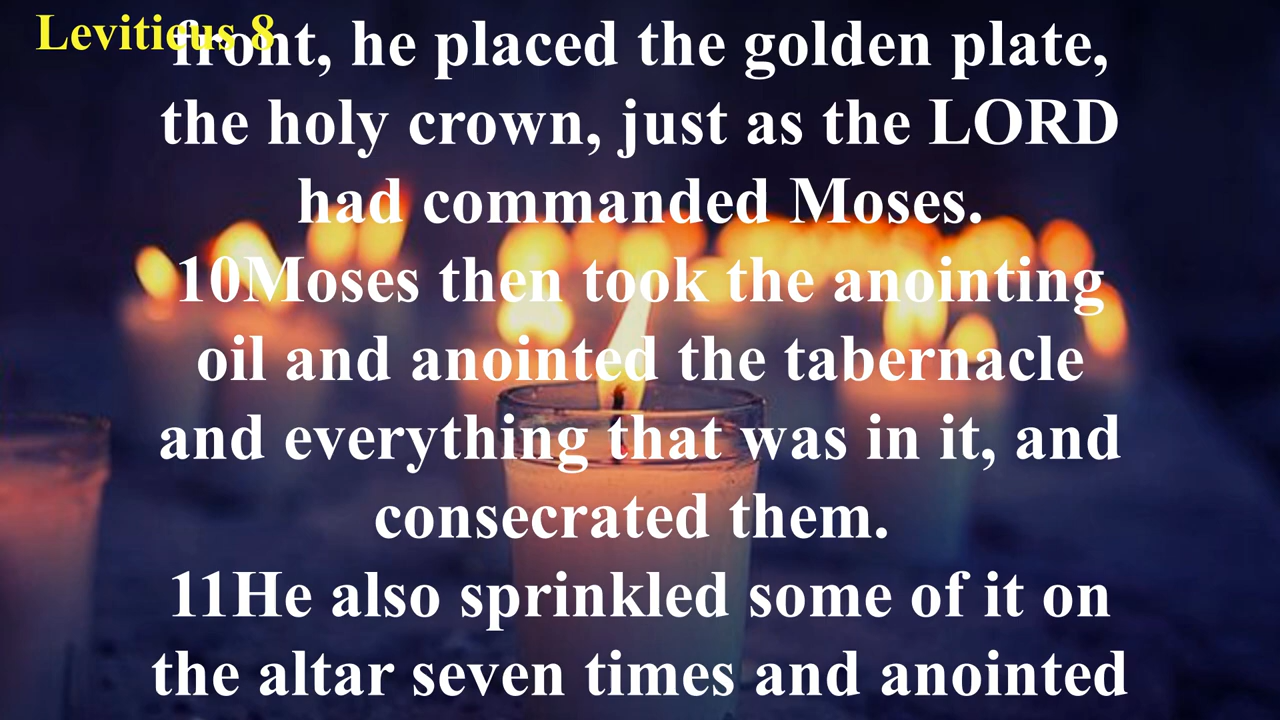 Leviticus 8
front, he placed the golden plate,
the holy crown, just as the LORD
had commanded Moses.
10Moses then took the anointing
oil and anointed the tabernacle
and everything that was in it, and
consecrated them.
11He also sprinkled some of it on
the altar seven times and anointed